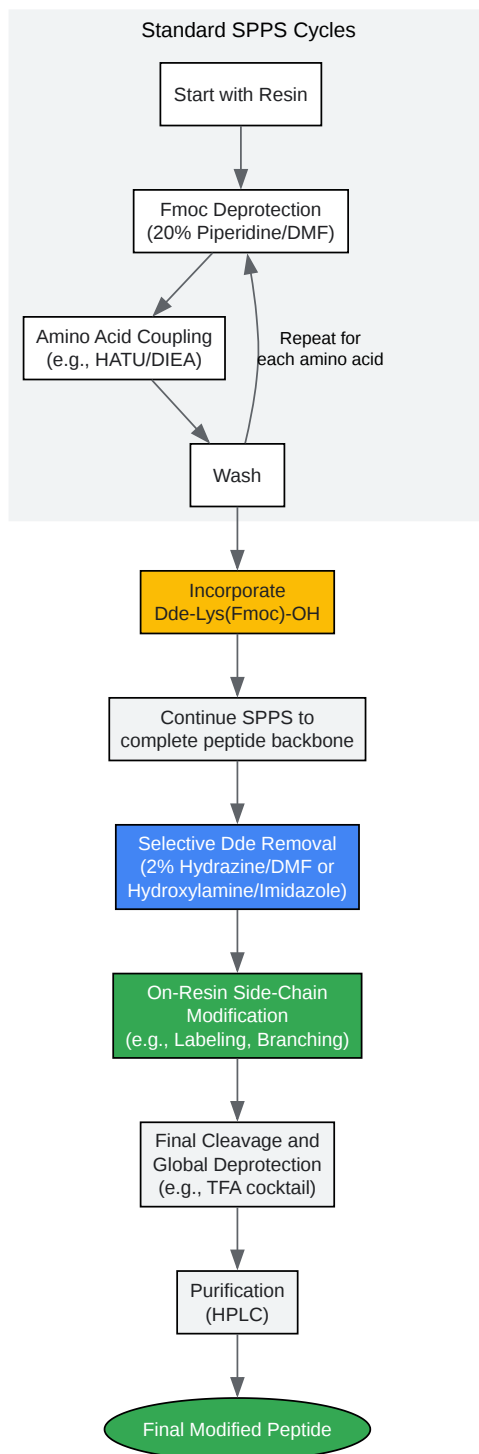 Standard SPPS Cycles
Start with Resin
Fmoc Deprotection
(20% Piperidine/DMF)
Amino Acid Coupling
(e.g., HATU/DIEA)
Repeat for
each amino acid
Wash
Incorporate
Dde-Lys(Fmoc)-OH
Continue SPPS to
complete peptide backbone
Selective Dde Removal
(2% Hydrazine/DMF or
Hydroxylamine/Imidazole)
On-Resin Side-Chain
Modification
(e.g., Labeling, Branching)
Final Cleavage and
Global Deprotection
(e.g., TFA cocktail)
Purification
(HPLC)
Final Modified Peptide